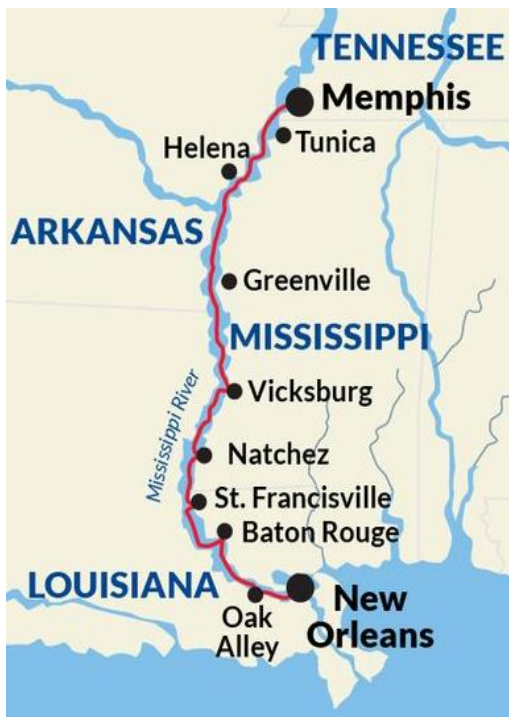 TENNESSEE
Memphis
Tunica
Helena
ARKANSAS
Greenville
MISSISSIPPI
Vicksburg
Mississippi River
Natchez
St. Francisville
Baton Rouge
LOUISIANA
Oak
Alley
New
Orleans